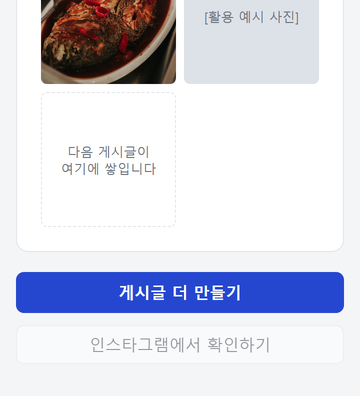 [활용 예시 사진]
다음 게시글이
여기에 쌓입니다
게시글 더 만들기
인스타그램에서 확인하기